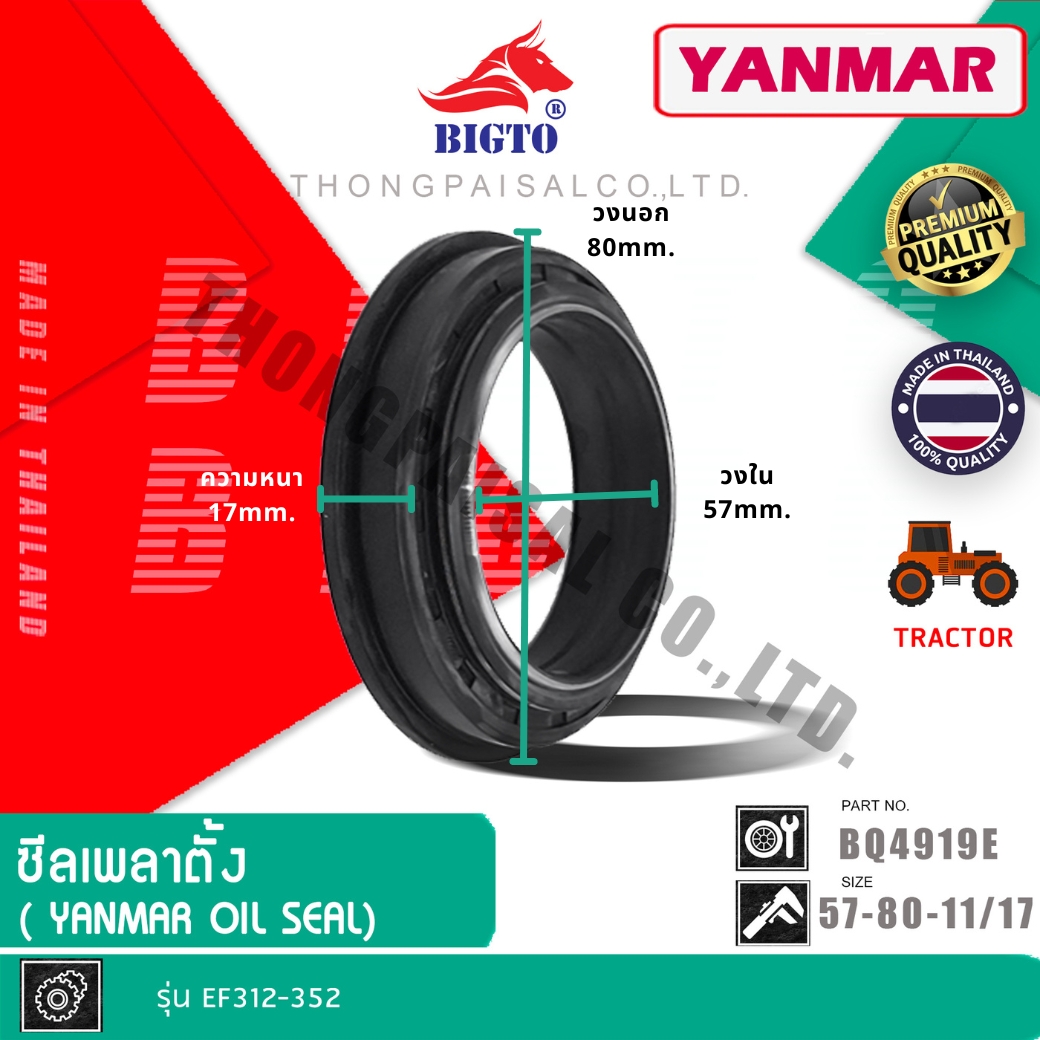 YANMAR
BIGTO ®
THONGPAISALCO.,LTD.
วงนอก
80mm.
PREMIUM QUALITY
PREMIUM
QUALITY
MADE IN THAILAND
MADE IN THAILAND
100% QUALITY
THONGPAISAL CO.,LTD.
ความหนา
17mm.
วงใน
57mm.
TRACTOR
PART NO.
BQ4919E
SIZE
57-80-11/17
ซีลเพลาตั้ง
( YANMAR OIL SEAL)
รุ่น EF312-352